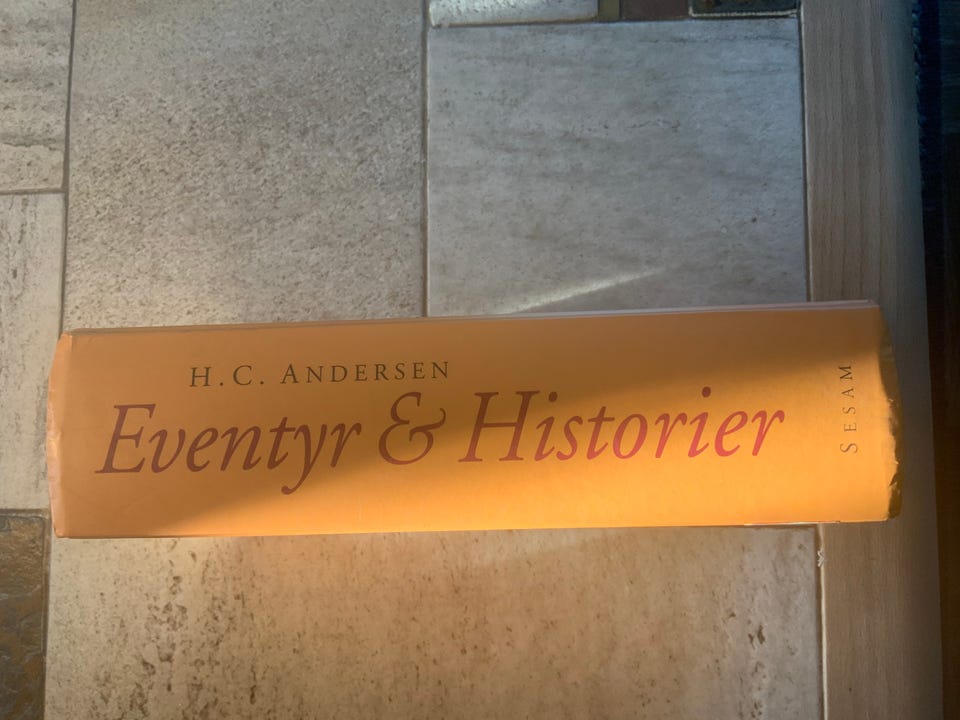 H. C. ANDERSEN
Eventyr & Historier
SESAM